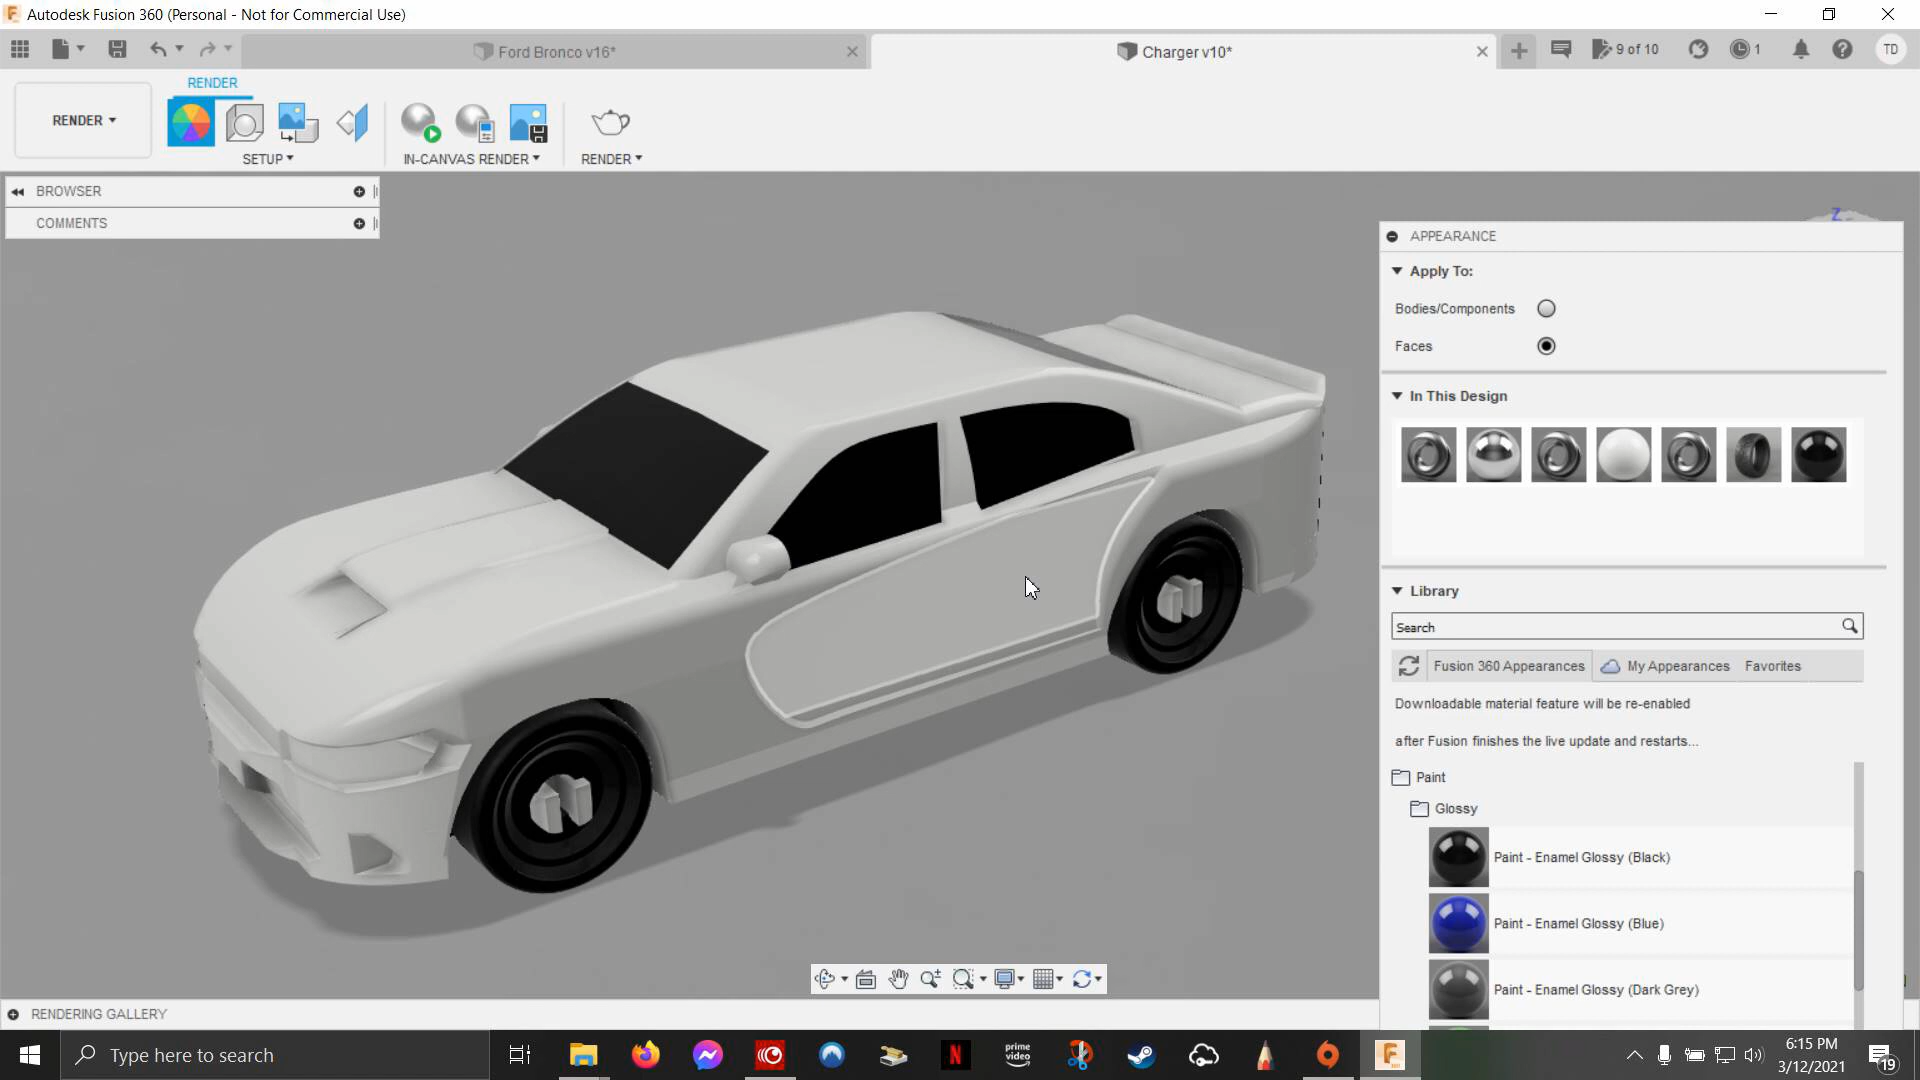 Autodesk Fusion 360 (Personal - Not for Commercial Use)
Ford Bronco v16*
Charger v10*
9 of 10
1
TD
RENDER
RENDER
SETUP
IN-CANVAS RENDER
RENDER
BROWSER
COMMENTS
Z
APPEARANCE
Apply To:
Bodies/Components
Faces
In This Design
Library
Search
Fusion 360 Appearances
My Appearances
Favorites
Downloadable material feature will be re-enabled
after Fusion finishes the live update and restarts...
Paint
Glossy
Paint - Enamel Glossy (Black)
Paint - Enamel Glossy (Blue)
Paint - Enamel Glossy (Dark Grey)
RENDERING GALLERY
Type here to search
N
prime
video
F
6:15 PM
3/12/2021
19